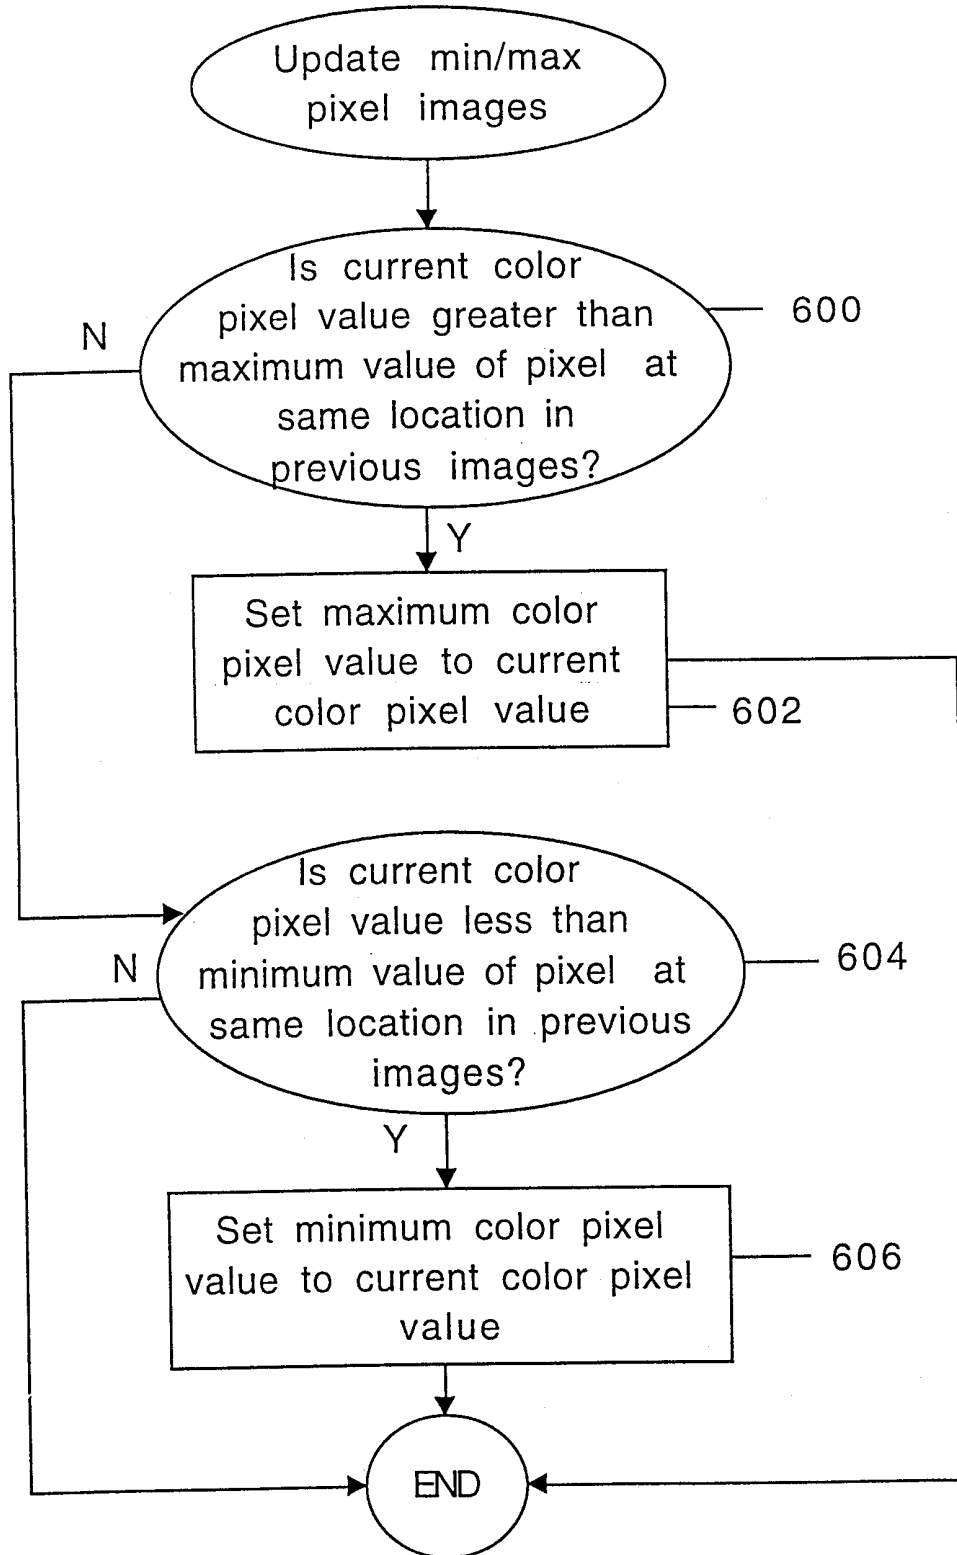 Update min/max
pixel images
Is current color
pixel value greater than
maximum value of pixel at
same location in
previous images?
600
N
Y
Set maximum color
pixel value to current
color pixel value
602
Is current color
pixel value less than
minimum value of pixel at
same location in previous
images?
604
N
Y
Set minimum color pixel
value to current color pixel
value
606
END